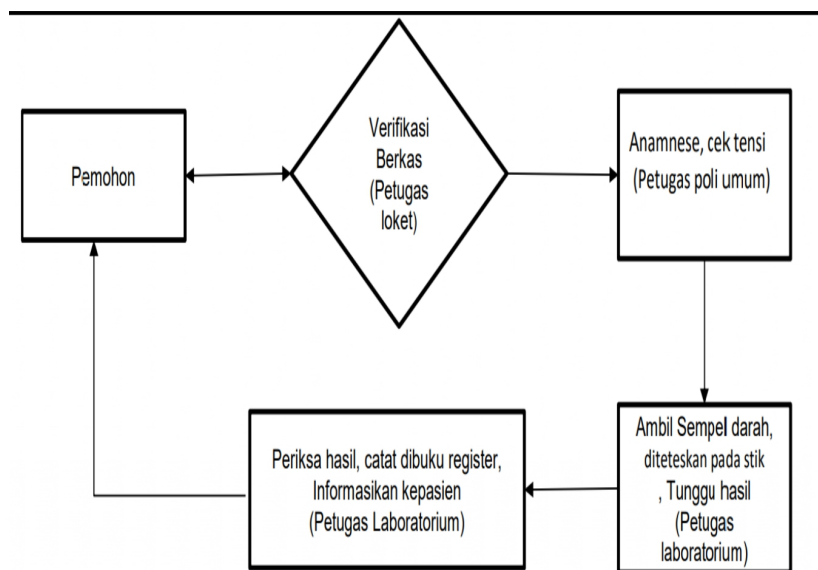 Pemohon
Verifikasi
Berkas
(Petugas
loket)
Anamnese, cek tensi
(Petugas poli umum)
Ambil Sempel darah,
diteteskan pada stik
, Tunggu hasil
(Petugas
laboratorium)
Periksa hasil, catat dibuku register,
Informasikan kepasien
(Petugas Laboratorium)